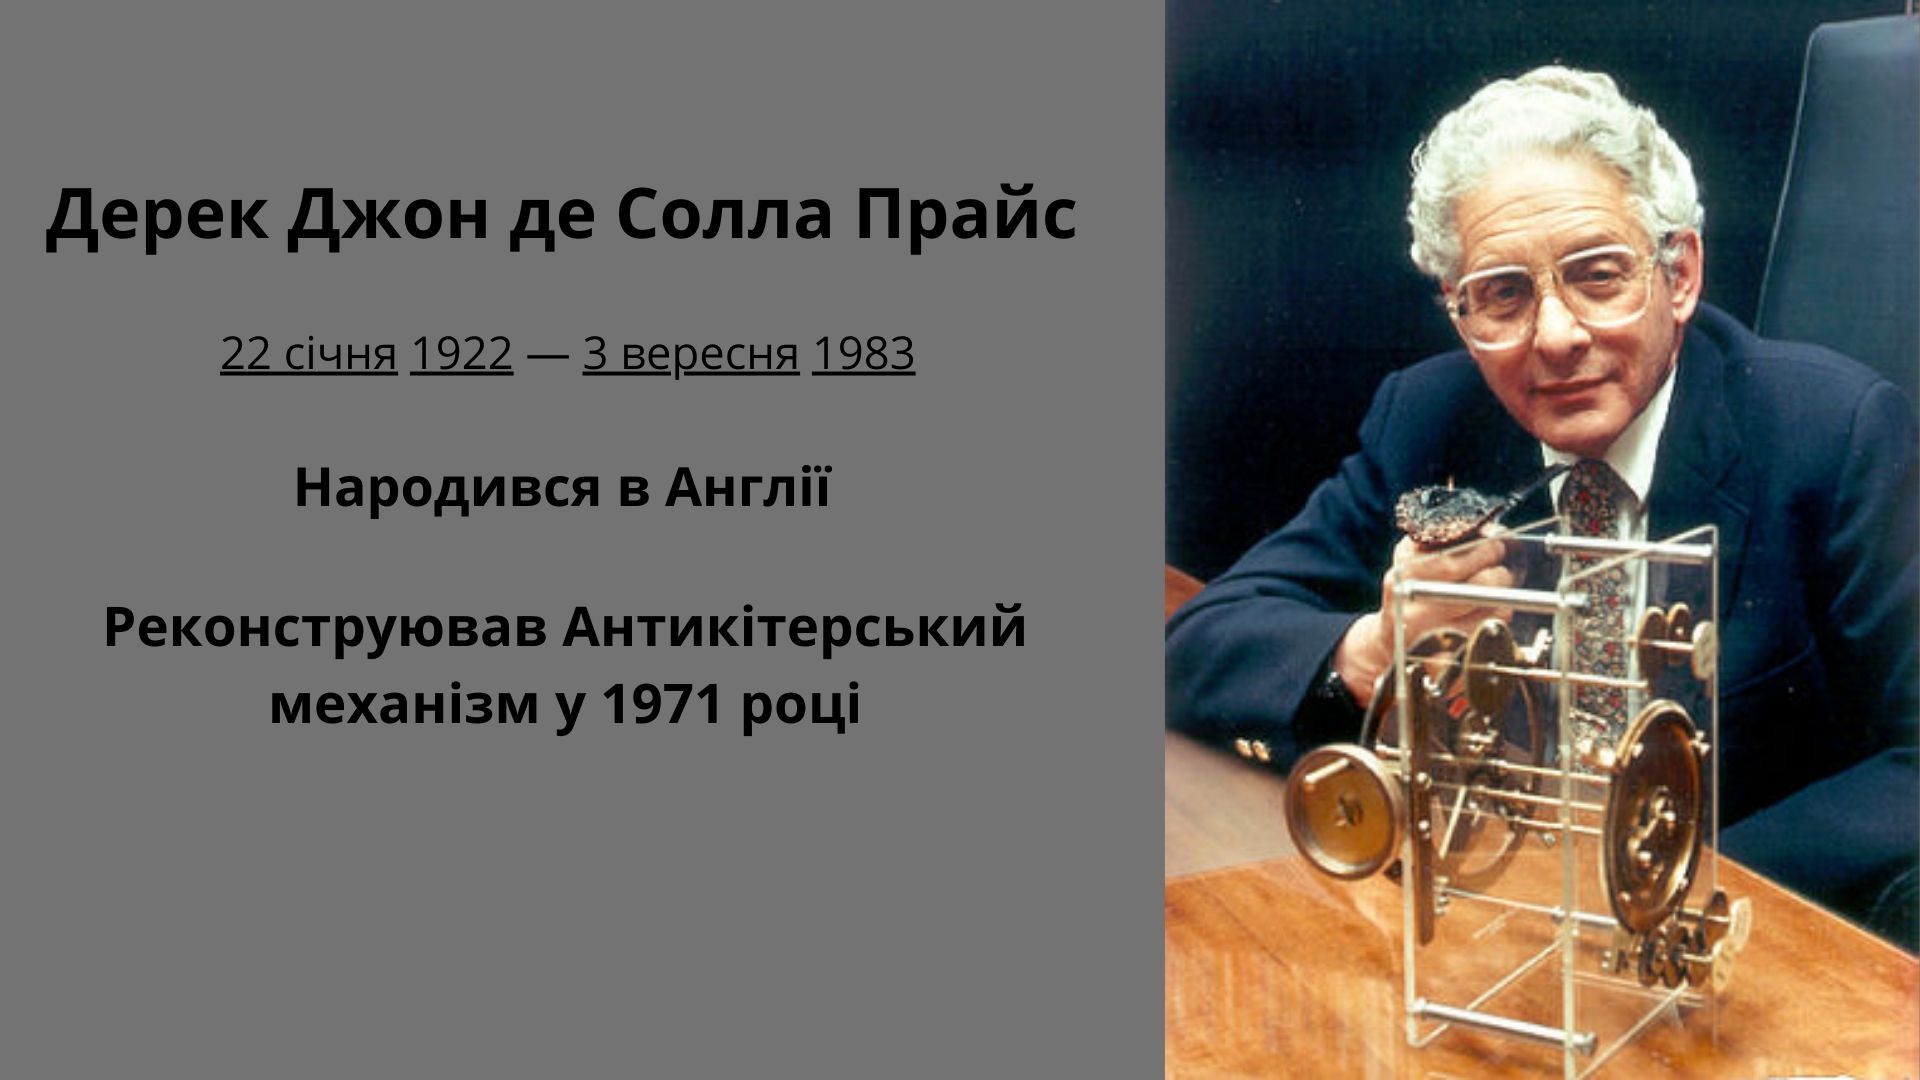 Дерек Джон де Солла Прайс
22 січня 1922 — 3 вересня 1983
Народився в Англії
Реконструював Антикітерський
механізм у 1971 році